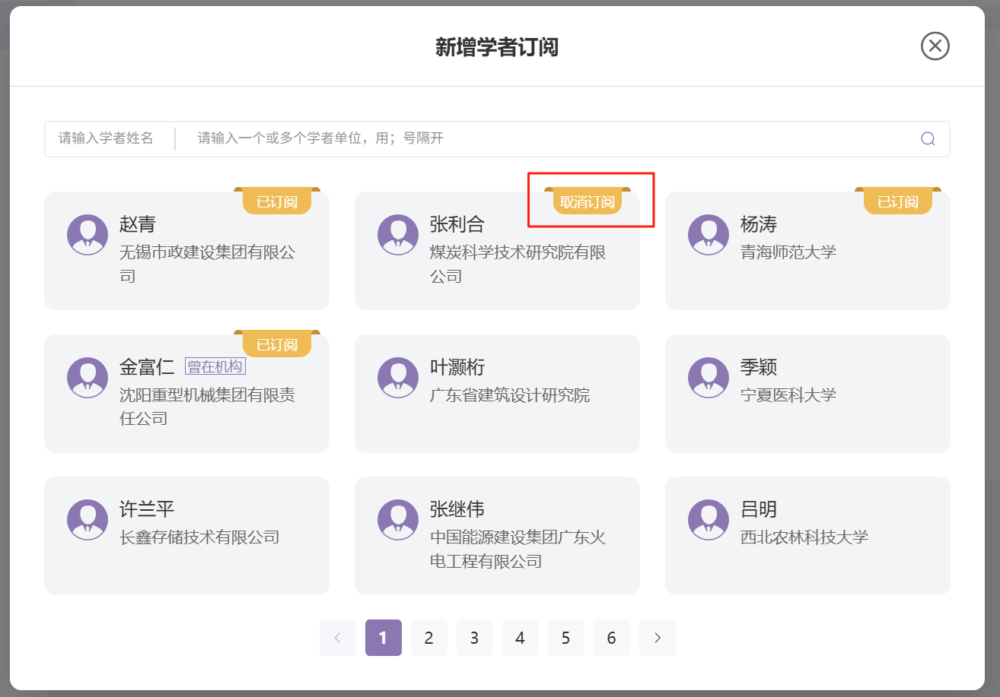 新增学者订阅
请输入学者姓名
请输入一个或多个学者单位，用；号隔开
已订阅
赵青
无锡市政建设集团有限公
司
取消订阅
张利合
煤炭科学技术研究院有限
公司
已订阅
杨涛
青海师范大学
已订阅
金富仁 曾在机构
沈阳重型机械集团有限责
任公司
叶灏桁
广东省建筑设计研究院
季颖
宁夏医科大学
许兰平
长鑫存储技术有限公司
张继伟
中国能源建设集团广东火
电工程有限公司
吕明
西北农林科技大学
1 2 3 4 5 6